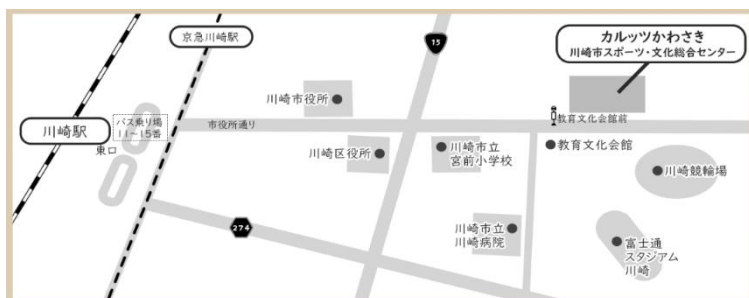 京急川崎駅
15
カルッツかわさき
川崎市スポーツ・文化総合センター
川崎市役所
川崎駅
バス乗り場
11〜15番
市役所通り
教育文化会館前
東口
川崎区役所
川崎市立
宮前小学校
教育文化会館
川崎競輪場
274
川崎市立
川崎病院
富士通
スタジアム
川崎